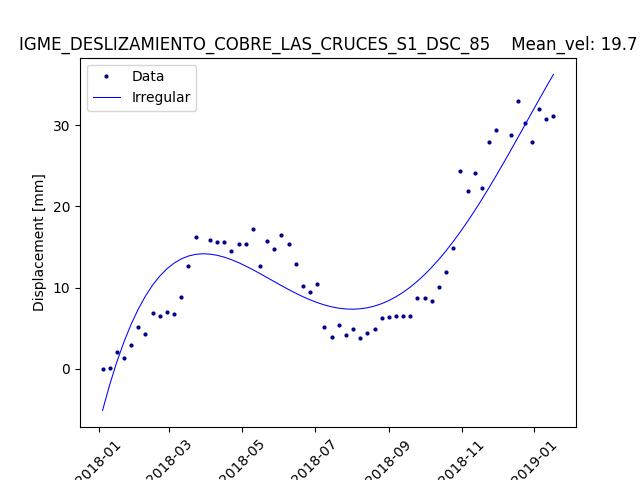 IGME_DESLIZAMIENTO_COBRE_LAS_CRUCES_S1_DSC_85 Mean_vel: 19.7
Data
Irregular
Displacement [mm]
30
20
10
0
2018-01
2018-03
2018-05
2018-07
2018-09
2018-11
2019-01